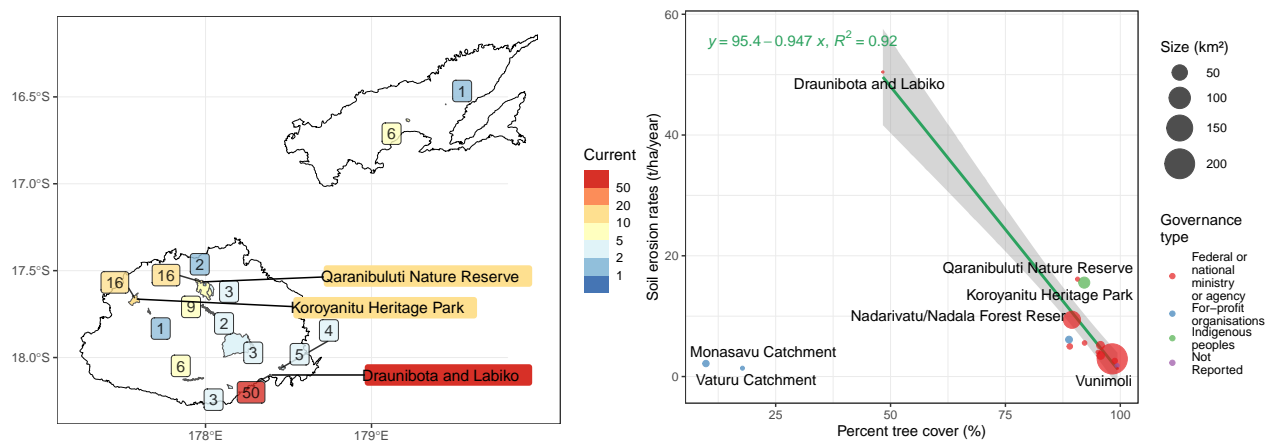 16.5°S
17.0°S
17.5°S
18.0°S
178°E
179°E
1
6
2
16
16
Qaranibuluti Nature Reserve
3
9
Koroyanitu Heritage Park
2
4
1
3
5
6
Draunibota and Labiko
50
3
Current
50
20
10
5
2
1
Soil erosion rates (t/ha/year)
60
40
20
0
y = 95.4 − 0.947 x, R² = 0.92
Draunibota and Labiko
Qaranibuluti Nature Reserve
Koroyanitu Heritage Park
Nadarivatu/Nadala Forest Reser
Monasavu Catchment
Vaturu Catchment
Vunimoli
25
50
75
100
Percent tree cover (%)
Size (km²)
50
100
150
200
Governance
type
Federal or
national
ministry
or agency
For−profit
organisations
Indigenous
peoples
Not
Reported